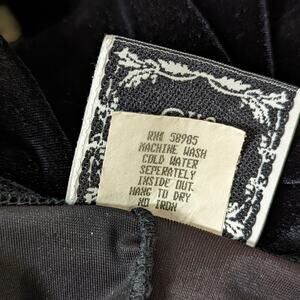 RN# 58985
MACHINE WASH
COLD WATER
SEPERATELY
INSIDE OUT.
HANG TO DRY
NO IRON